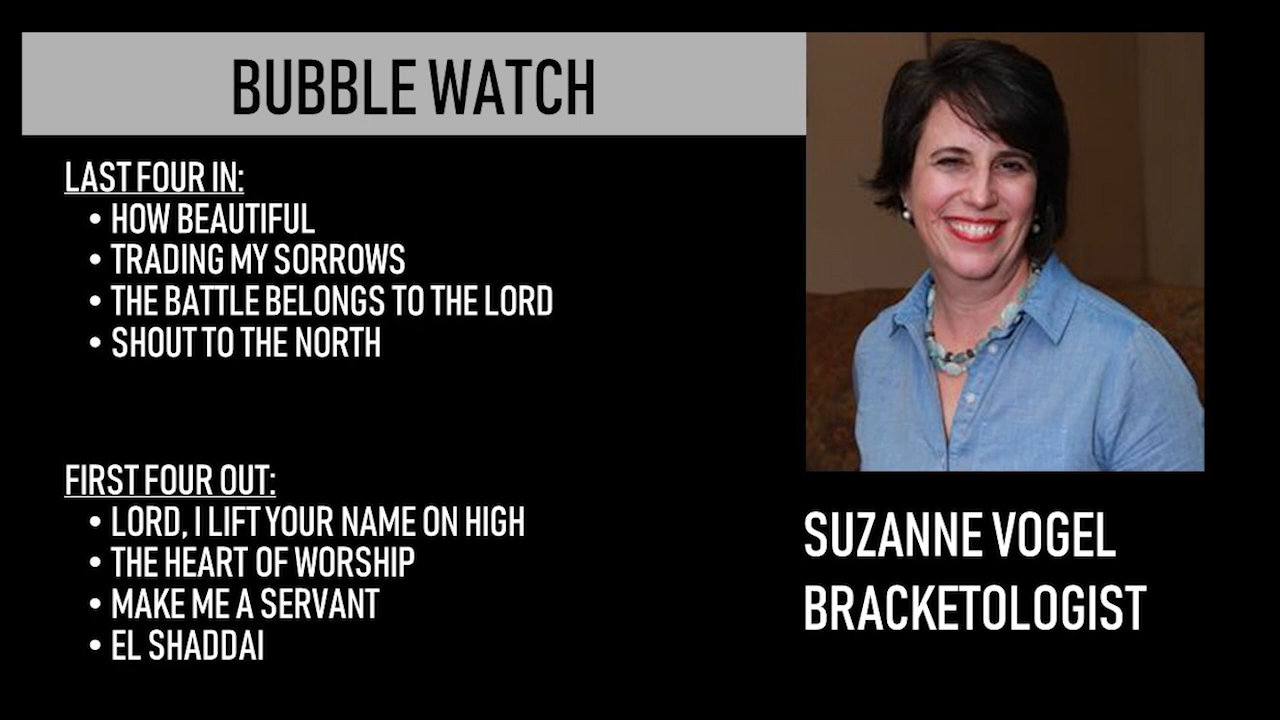 BUBBLE WATCH
LAST FOUR IN:
• HOW BEAUTIFUL
• TRADING MY SORROWS
• THE BATTLE BELONGS TO THE LORD
• SHOUT TO THE NORTH
FIRST FOUR OUT:
• LORD, I LIFT YOUR NAME ON HIGH
• THE HEART OF WORSHIP
• MAKE ME A SERVANT
• EL SHADDAI
SUZANNE VOGEL
BRACKETOLOGIST